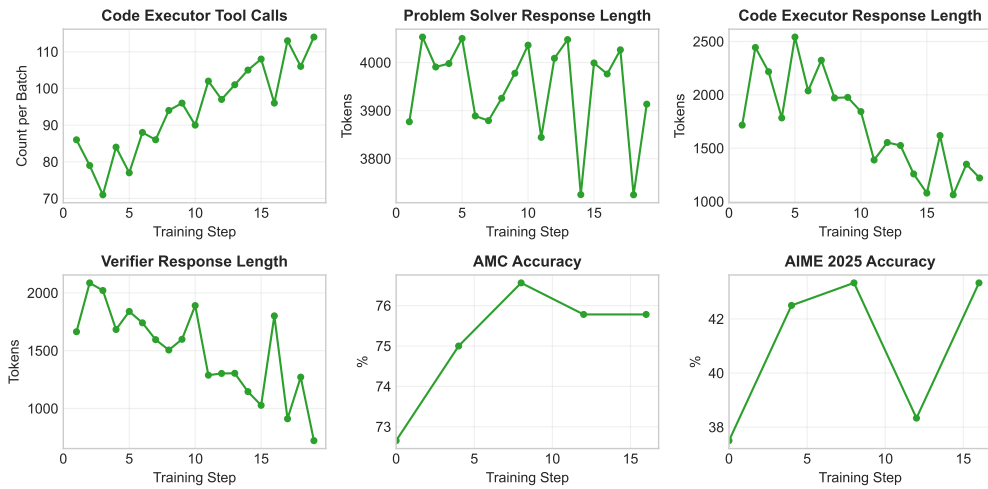 Code Executor Tool Calls
Count per Batch
110
100
90
80
70
0 5 10 15
Training Step
Problem Solver Response Length
Tokens
4000
3900
3800
0 5 10 15
Training Step
Code Executor Response Length
Tokens
2500
2000
1500
1000
0 5 10 15
Training Step
Verifier Response Length
Tokens
2000
1500
1000
0 5 10 15
Training Step
AMC Accuracy
%
76
75
74
73
0 5 10 15
Training Step
AIME 2025 Accuracy
%
42
40
38
0 5 10 15
Training Step